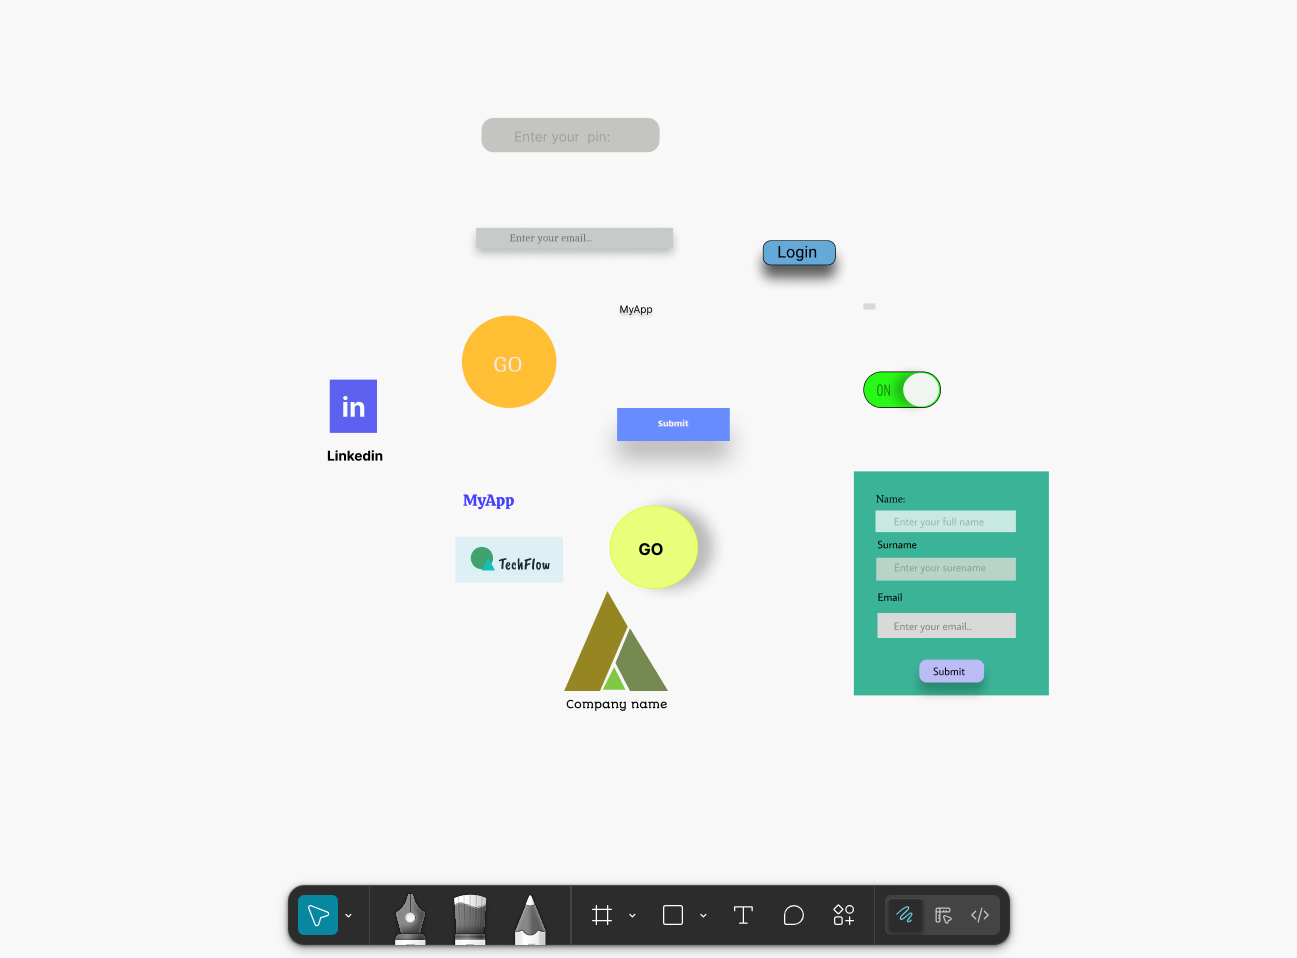 Enter your  pin:
Enter your email...
Login
MyApp
GO
ON
in
Linkedin
Submit
MyApp
TechFlow
GO
Company name
Name:
Enter your full name
Surname
Enter your surename
Email
Enter your email...
Submit